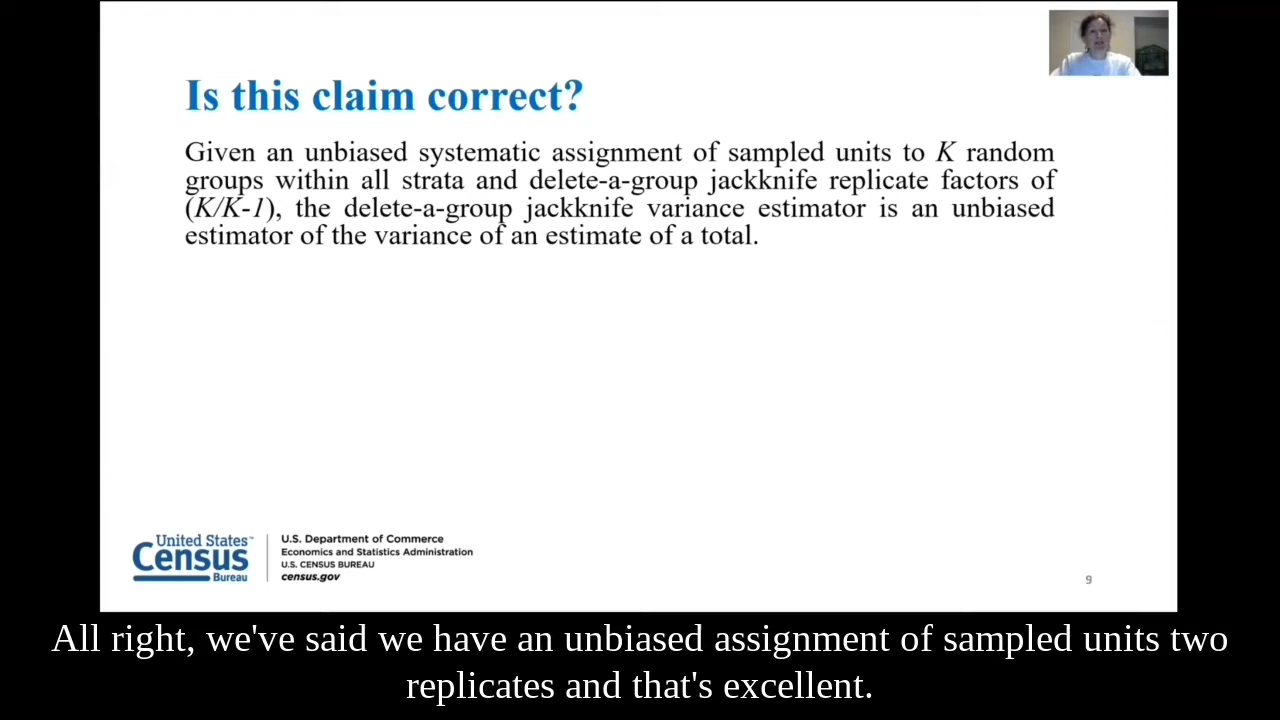 Is this claim correct?
Given an unbiased systematic assignment of sampled units to K random
groups within all strata and delete-a-group jackknife replicate factors of
(K/K-1), the delete-a-group jackknife variance estimator is an unbiased
estimator of the variance of an estimate of a total.
United States™
Census
Bureau
U.S. Department of Commerce
Economics and Statistics Administration
U.S. CENSUS BUREAU
census.gov
9
All right, we've said we have an unbiased assignment of sampled units two
replicates and that's excellent.